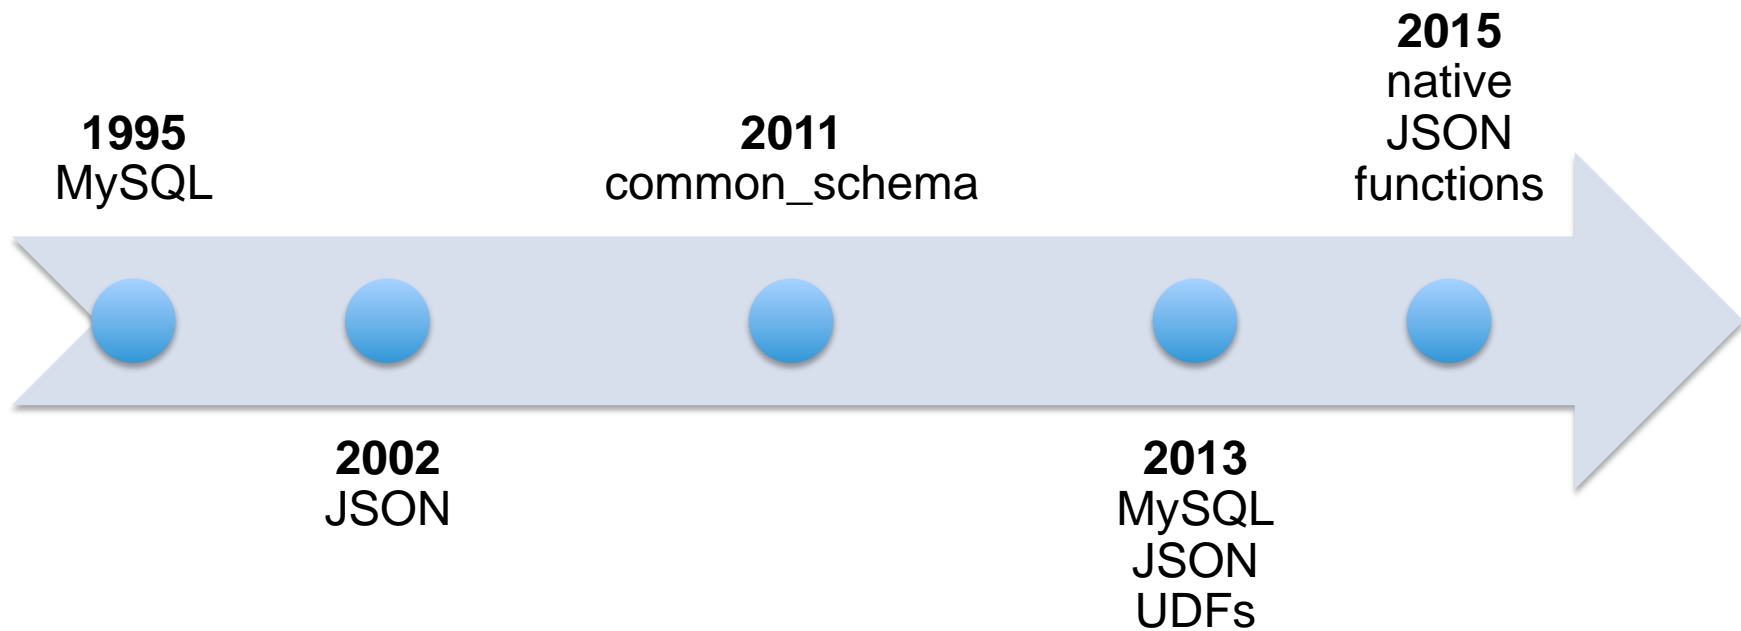 1995
MySQL
2002
JSON
2011
common_schema
2013
MySQL
JSON
UDFs
2015
native
JSON
functions